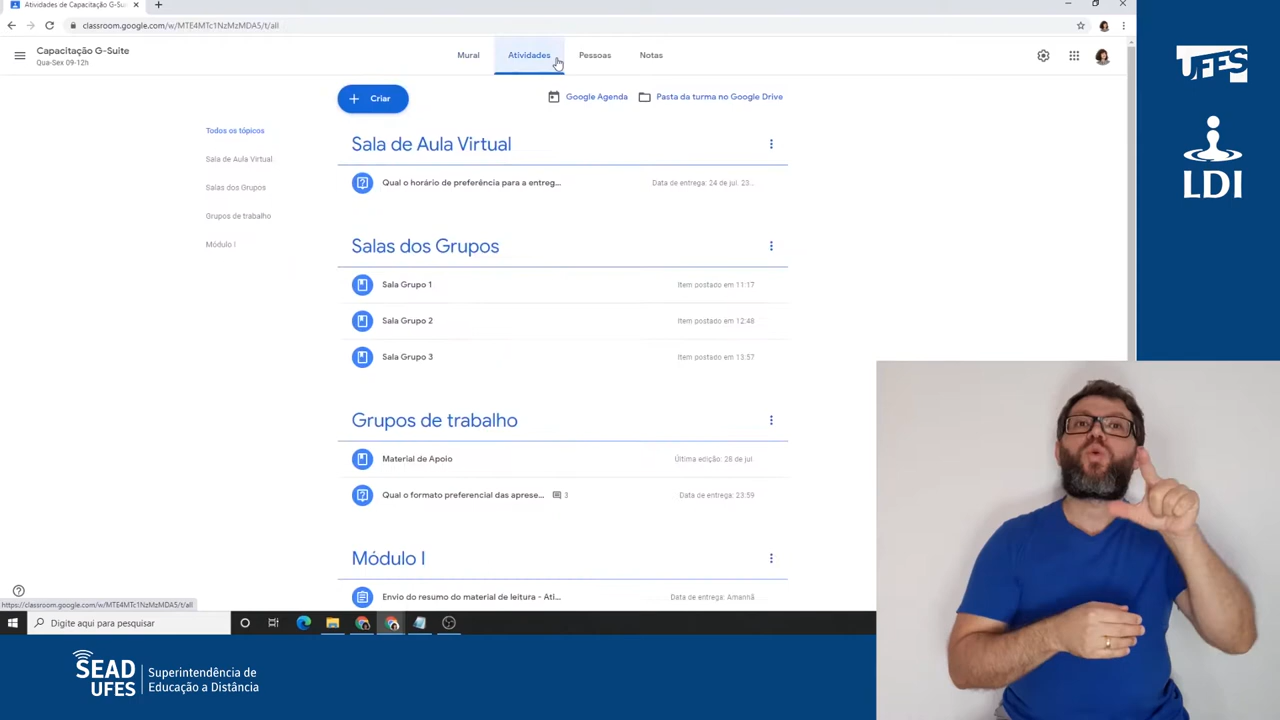 Atividades de Capacitação G-Su
classroom.google.com/w/MTE4MTc1NzMzMDA5/t/all
Capacitação G-Suite
Qua-Sex 09-12h
Mural
Atividades
Pessoas
Notas
Criar
Google Agenda
Pasta da turma no Google Drive
Todos os tópicos
Sala de Aula Virtual
Salas dos Grupos
Grupos de trabalho
Módulo I
Sala de Aula Virtual
Qual o horário de preferência para a entreg...
Data de entrega: 24 de jul. 23...
Salas dos Grupos
Sala Grupo 1
Item postado em 11:17
Sala Grupo 2
Item postado em 12:48
Sala Grupo 3
Item postado em 13:57
Grupos de trabalho
Material de Apoio
Última edição: 28 de jul
Qual o formato preferencial das aprese...
3
Data de entrega: 23:59
Módulo I
Envio do resumo do material de leitura - Ati...
Data de entrega: Amanhã
https://classroom.google.com/w/MTE4MTc1NzMzMDA5/t/all
Digite aqui para pesquisar
UFES
LDI
SEAD
UFES
Superintendência de
Educação a Distância